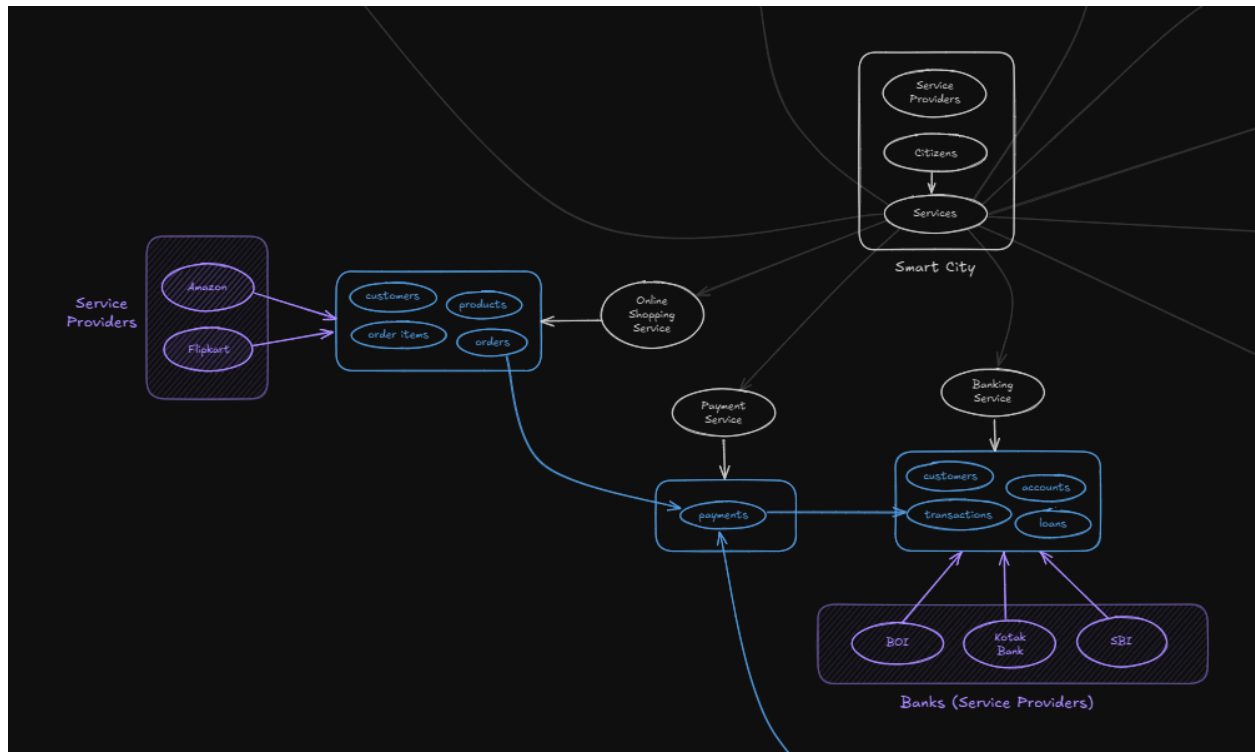 Service
Providers
Citizens
Services
Smart City
Service
Providers
Amazon
Flipkart
customers
products
order items
orders
Online
Shopping
Service
Payment
Service
Banking
Service
payments
customers
accounts
transactions
loans
BOI
Kotak
Bank
SBI
Banks (Service Providers)